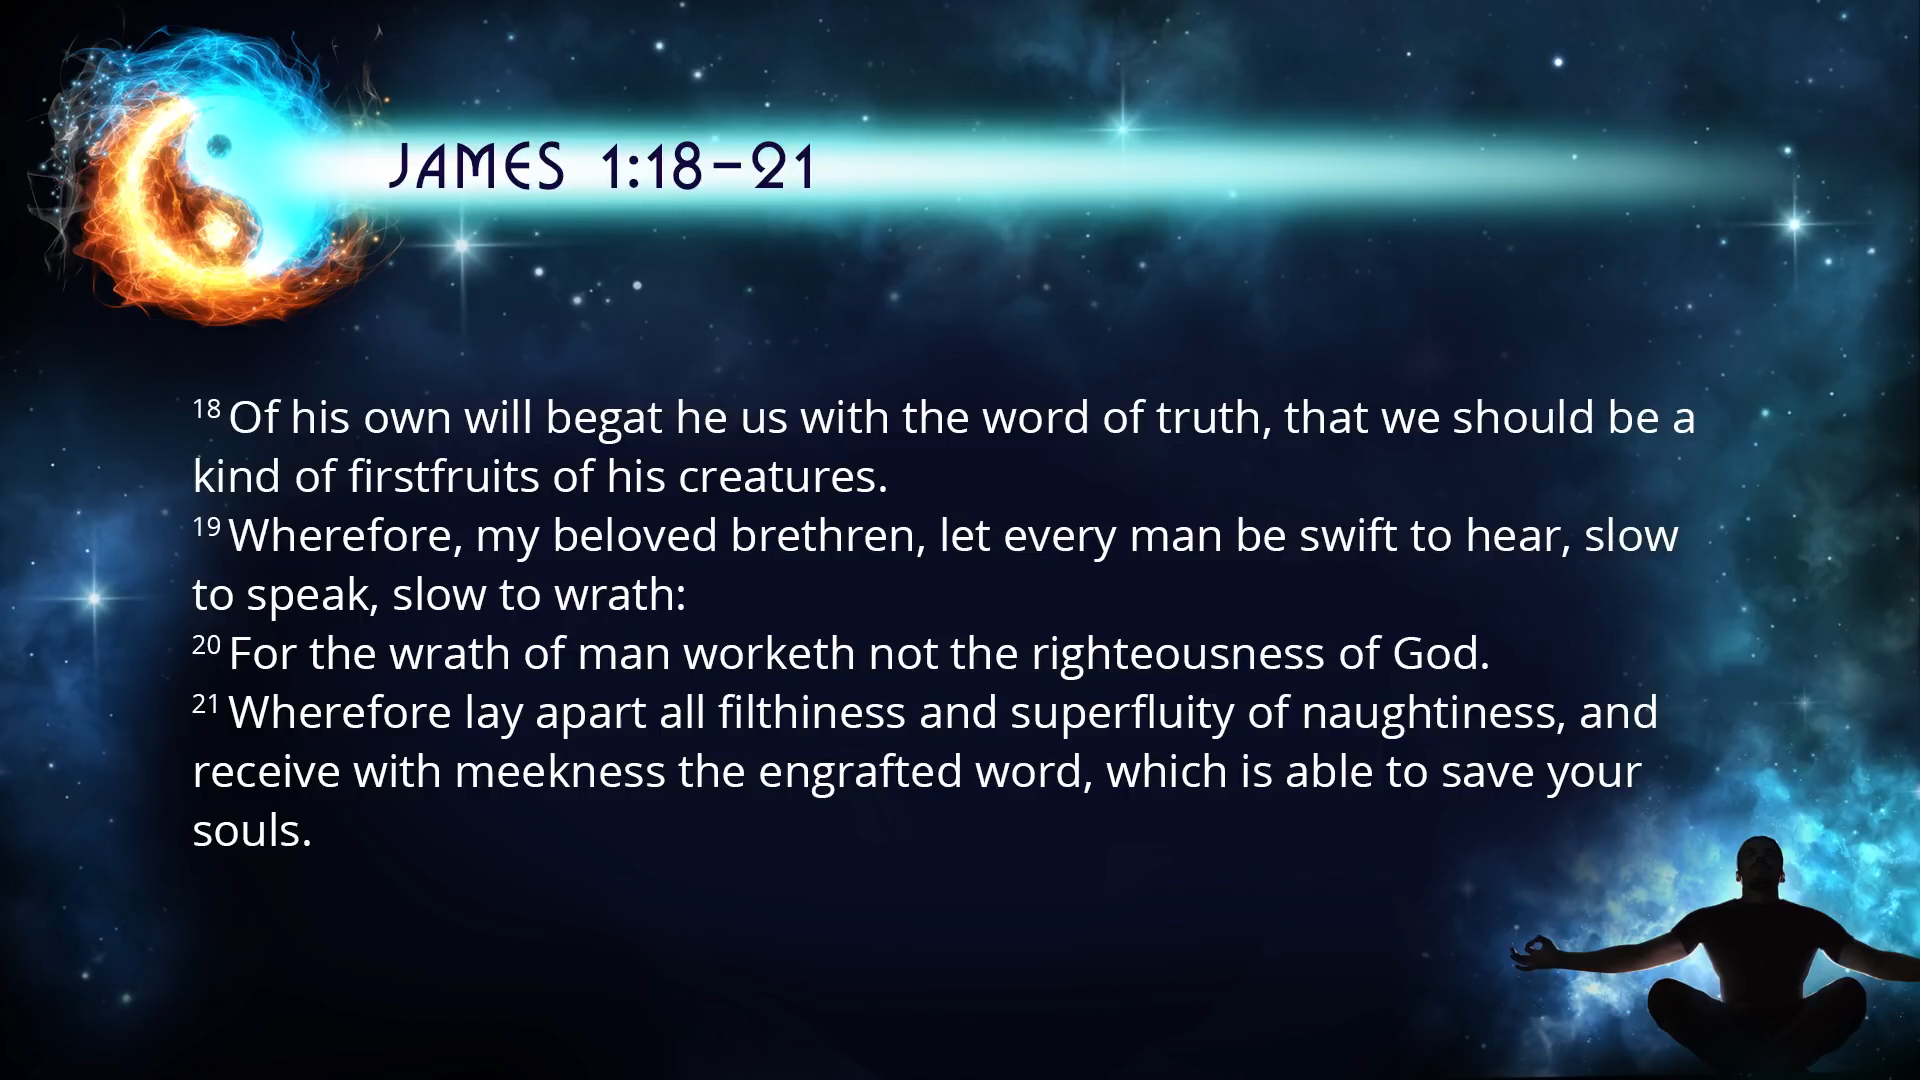 JAMES 1:18-21
18 Of his own will begat he us with the word of truth, that we should be a
kind of firstfruits of his creatures.
19 Wherefore, my beloved brethren, let every man be swift to hear, slow
to speak, slow to wrath:
20 For the wrath of man worketh not the righteousness of God.
21 Wherefore lay apart all filthiness and superfluity of naughtiness, and
receive with meekness the engrafted word, which is able to save your
souls.